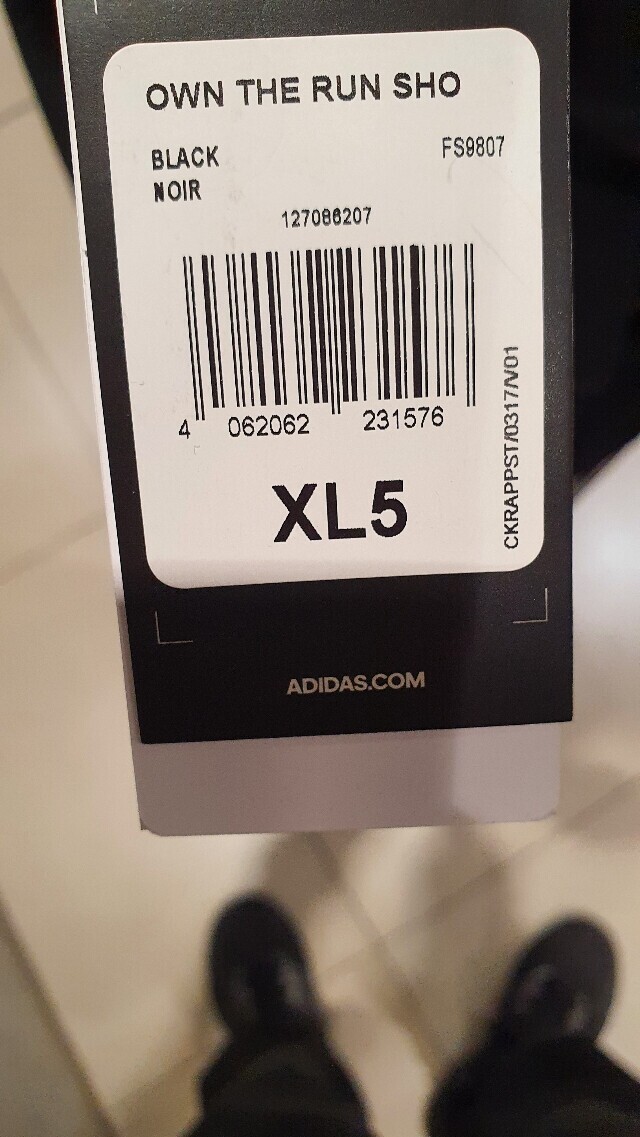 OWN THE RUN SHO
BLACK
FS9807
NOIR
127086207
4 062062 231576
CKRAPPST/0317/V01
XL5
ADIDAS.COM